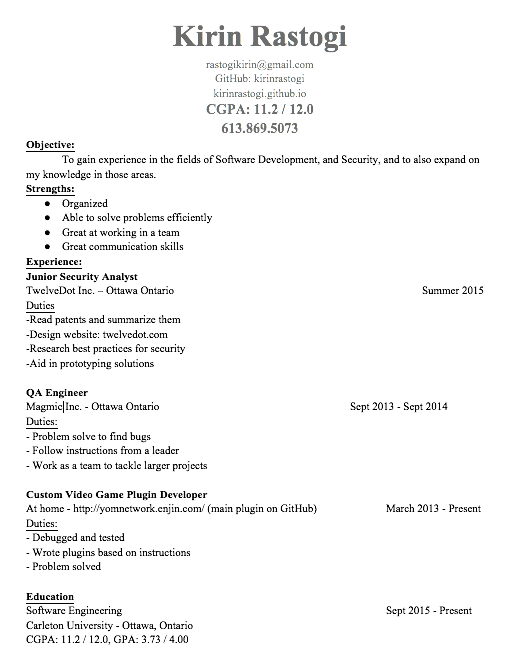 Kirin Rastogi
rastogikirin@gmail.com
GitHub: kirinrastogi
kirinrastogi.github.io
CGPA: 11.2 / 12.0
613.869.5073
Objective:
To gain experience in the fields of Software Development, and Security, and to also expand on
my knowledge in those areas.
Strengths:
● Organized
● Able to solve problems efficiently
● Great at working in a team
● Great communication skills
Experience:
Junior Security Analyst
TwelveDot Inc. – Ottawa Ontario Summer 2015
Duties
-Read patents and summarize them
-Design website: twelvedot.com
-Research best practices for security
-Aid in prototyping solutions
QA Engineer
Magmic Inc. - Ottawa Ontario Sept 2013 - Sept 2014
Duties:
- Problem solve to find bugs
- Follow instructions from a leader
- Work as a team to tackle larger projects
Custom Video Game Plugin Developer
At home - http://yomnetwork.enjin.com/ (main plugin on GitHub) March 2013 - Present
Duties:
- Debugged and tested
- Wrote plugins based on instructions
- Problem solved
Education
Software Engineering Sept 2015 - Present
Carleton University - Ottawa, Ontario
CGPA: 11.2 / 12.0, GPA: 3.73 / 4.00